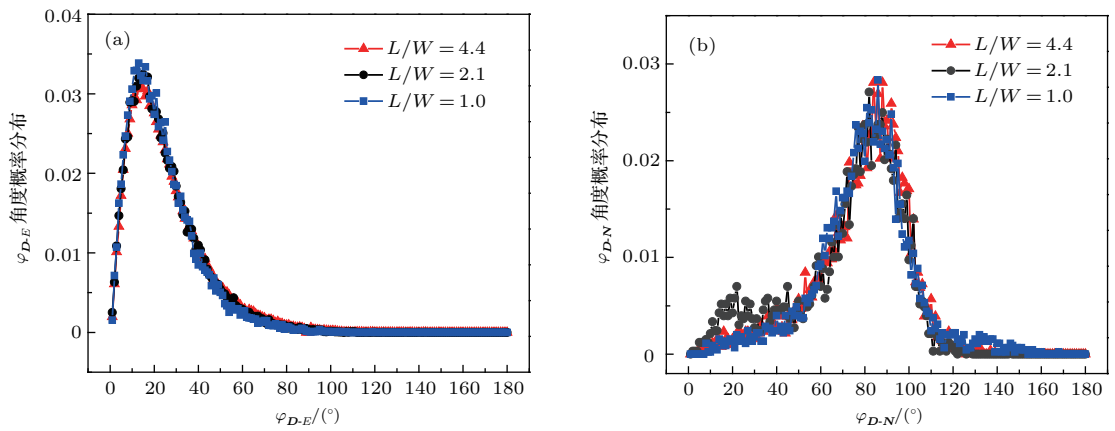 (a)
L/W = 4.4
L/W = 2.1
L/W = 1.0
φD-E 角度概率分布
0.04
0.03
0.02
0.01
0
0 20 40 60 80 100 120 140 160 180
φD-E/(°)
(b)
L/W = 4.4
L/W = 2.1
L/W = 1.0
φD-N 角度概率分布
0.03
0.02
0.01
0
0 20 40 60 80 100 120 140 160 180
φD-N/(°)